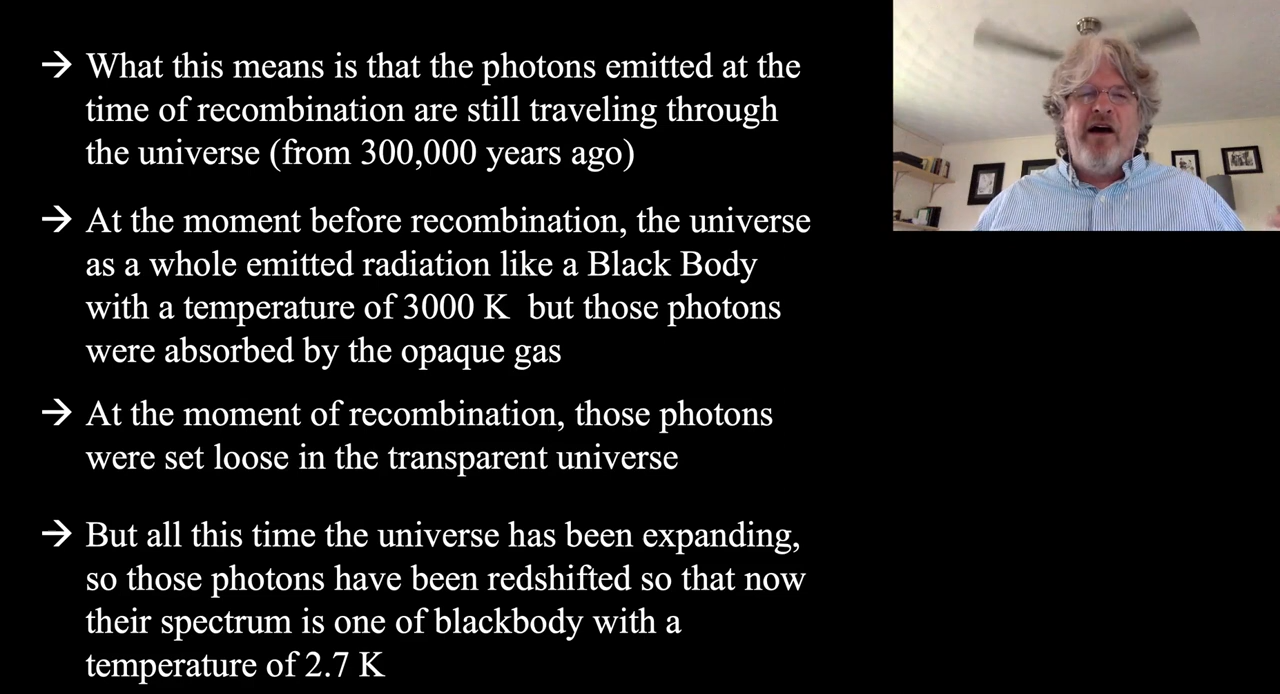 → What this means is that the photons emitted at the
time of recombination are still traveling through
the universe (from 300,000 years ago)
→ At the moment before recombination, the universe
as a whole emitted radiation like a Black Body
with a temperature of 3000 K  but those photons
were absorbed by the opaque gas
→ At the moment of recombination, those photons
were set loose in the transparent universe
→ But all this time the universe has been expanding,
so those photons have been redshifted so that now
their spectrum is one of blackbody with a
temperature of 2.7 K